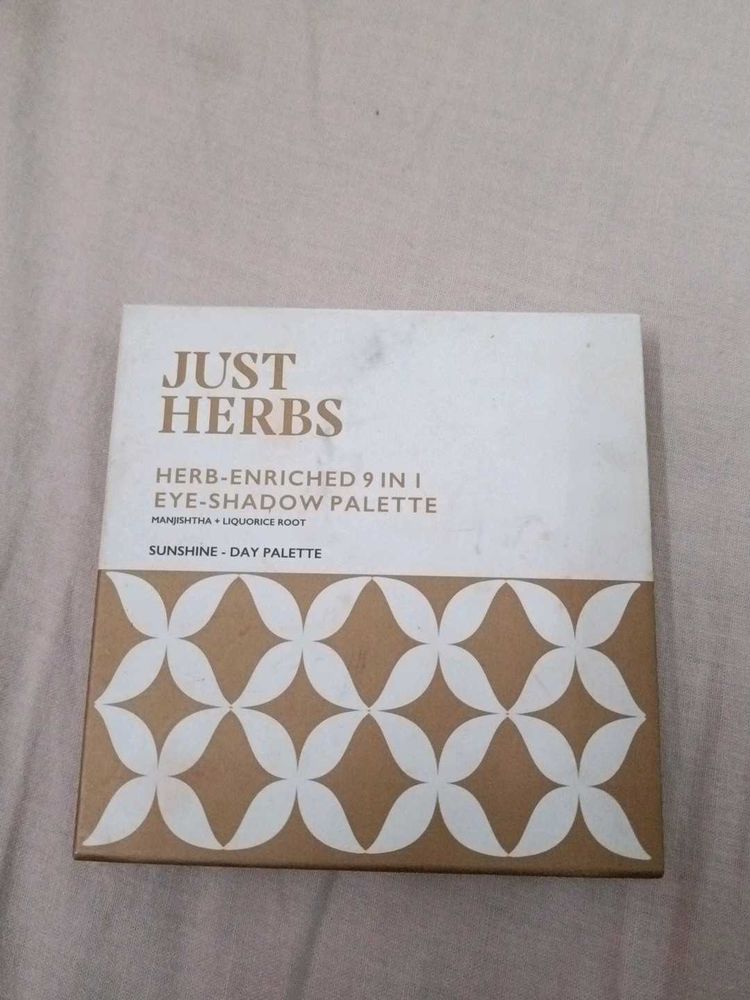 JUST
HERBS
HERB-ENRICHED 9 IN 1
EYE-SHADOW PALETTE
MANJISHTHA + LIQUORICE ROOT
SUNSHINE - DAY PALETTE